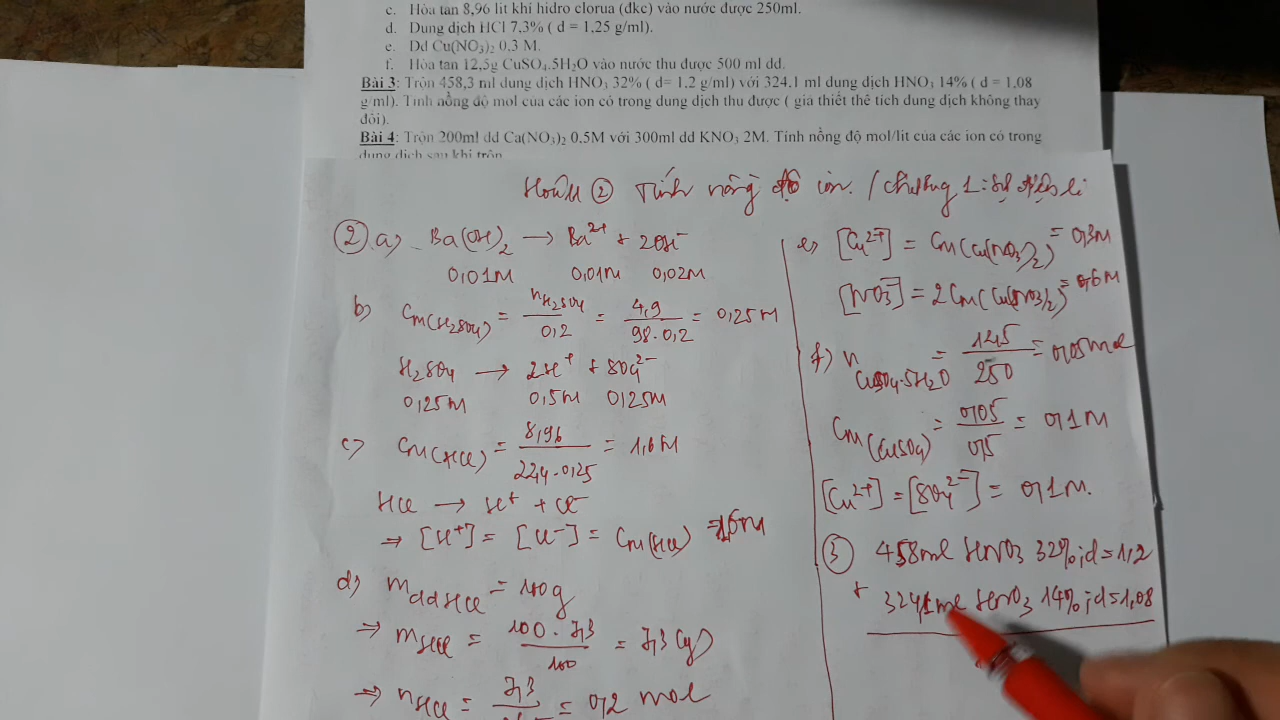 c. Hòa tan 8,96 lít khí hidro clorua (đkc) vào nước được 250ml.
d. Dung dịch HCl 7,3% ( d = 1,25 g/ml).
e. Dd Cu(NO₃)₂ 0,3 M.
f. Hòa tan 12,5g CuSO₄.5H₂O vào nước thu được 500 ml dd.
Bài 3: Trộn 458,3 ml dung dịch HNO₃ 32% ( d= 1.2 g/ml) với 324.1 ml dung dịch HNO₃ 14% ( d = 1.08
g/ml). Tính nồng độ mol của các ion có trong dung dịch thu được ( giả thiết thể tích dung dịch không thay
đổi).
Bài 4: Trộn 200ml dd Ca(NO₃)₂ 0.5M với 300ml dd KNO₃ 2M. Tính nồng độ mol/lít của các ion có trong
dung dịch sau khi trộn
② Tính nồng độ ion. / chương 1: sự điện li
② a) Ba(OH)₂ → Ba²⁺ + 2OH⁻
0,01M 0,01M 0,02M
b) CM(H₂SO₄) = nH₂SO₄/0,2 = 4,9/98.0,2 = 0,25M
H₂SO₄ → 2H⁺ + SO₄²⁻
0,25M 0,5M 0,25M
c) CM(HCl) = 8,96/22,4.0,25 = 1,6M
HCl → H⁺ + Cl⁻
⇒ [H⁺] = [Cl⁻] = CM(HCl) = 1,6M
d) mddHCl = 100g
⇒ mHCl = 100.7,3/100 = 7,3 (g)
⇒ nHCl = 7,3 = 0,2 mol
e) [Cu²⁺] = CM(Cu(NO₃)₂) = 0,3M
[NO₃⁻] = 2CM(Cu(NO₃)₂) = 0,6M
f) nCuSO₄.5H₂O = 12,5/250 = 0,05mol
CM(CuSO₄) = 0,05/0,5 = 0,1M
[Cu²⁺] = [SO₄²⁻] = 0,1M.
③ 458ml HNO₃ 32%; d = 1,2
+ 324,1ml HNO₃ 14%; d = 1,08